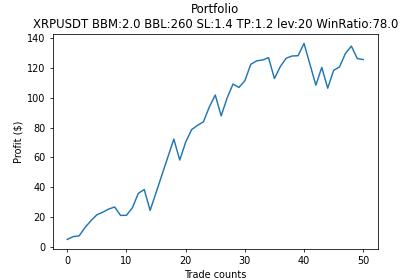 Portfolio
XRPUSDT BBM:2.0 BBL:260 SL:1.4 TP:1.2 lev:20 WinRatio:78.0
140
120
100
80
60
40
20
0
Profit ($)
0 10 20 30 40 50
Trade counts